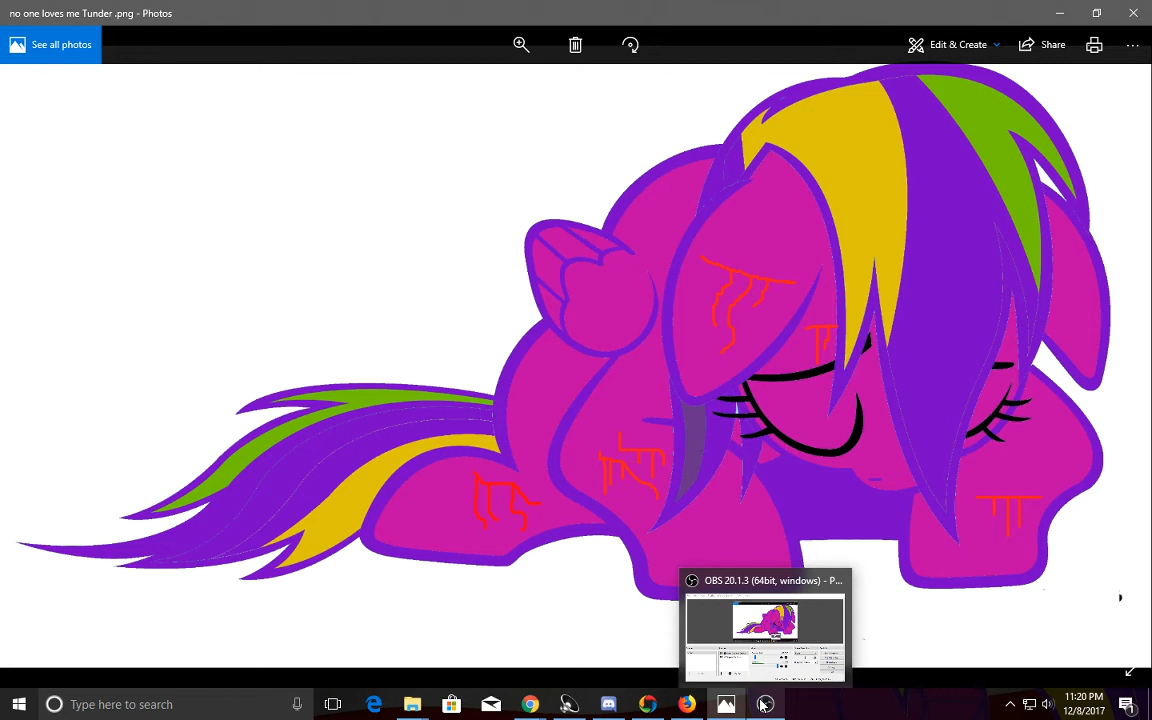 no one loves me Tunder .png - Photos
See all photos
Edit & Create
Share
OBS 20.1.3 (64bit, windows) - P...
Type here to search
11:20 PM
12/8/2017
1